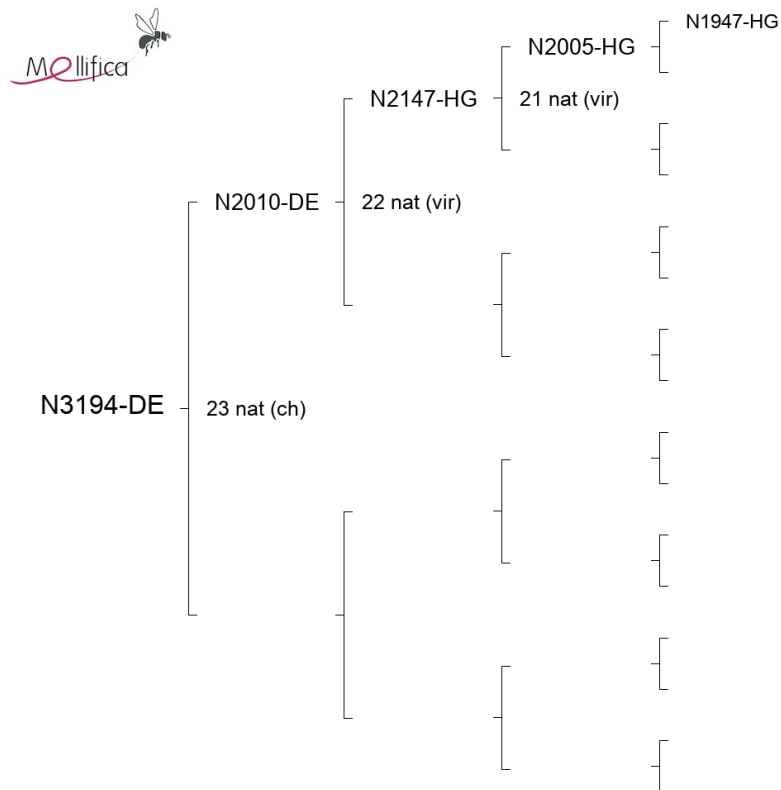 Mellifica
N1947-HG
N2005-HG
N2147-HG
21 nat (vir)
N2010-DE
22 nat (vir)
N3194-DE
23 nat (ch)